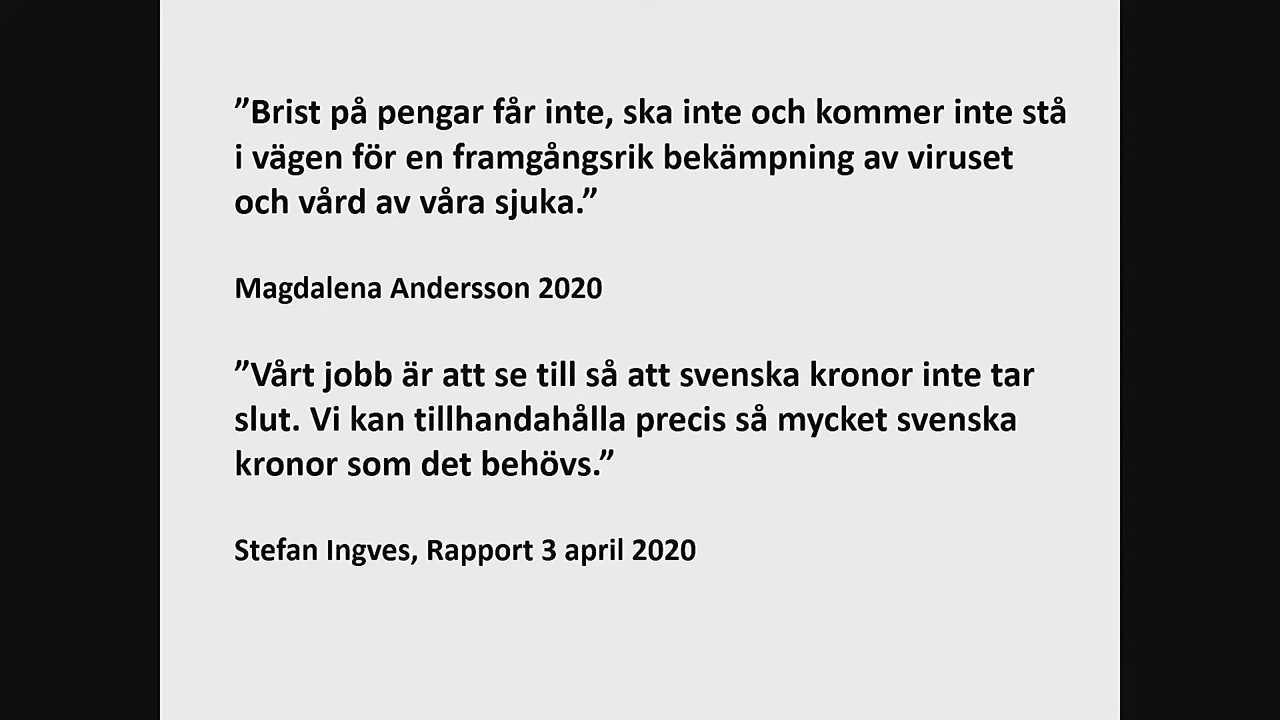 ”Brist på pengar får inte, ska inte och kommer inte stå
i vägen för en framgångsrik bekämpning av viruset
och vård av våra sjuka.”
Magdalena Andersson 2020
”Vårt jobb är att se till så att svenska kronor inte tar
slut. Vi kan tillhandahålla precis så mycket svenska
kronor som det behövs.”
Stefan Ingves, Rapport 3 april 2020